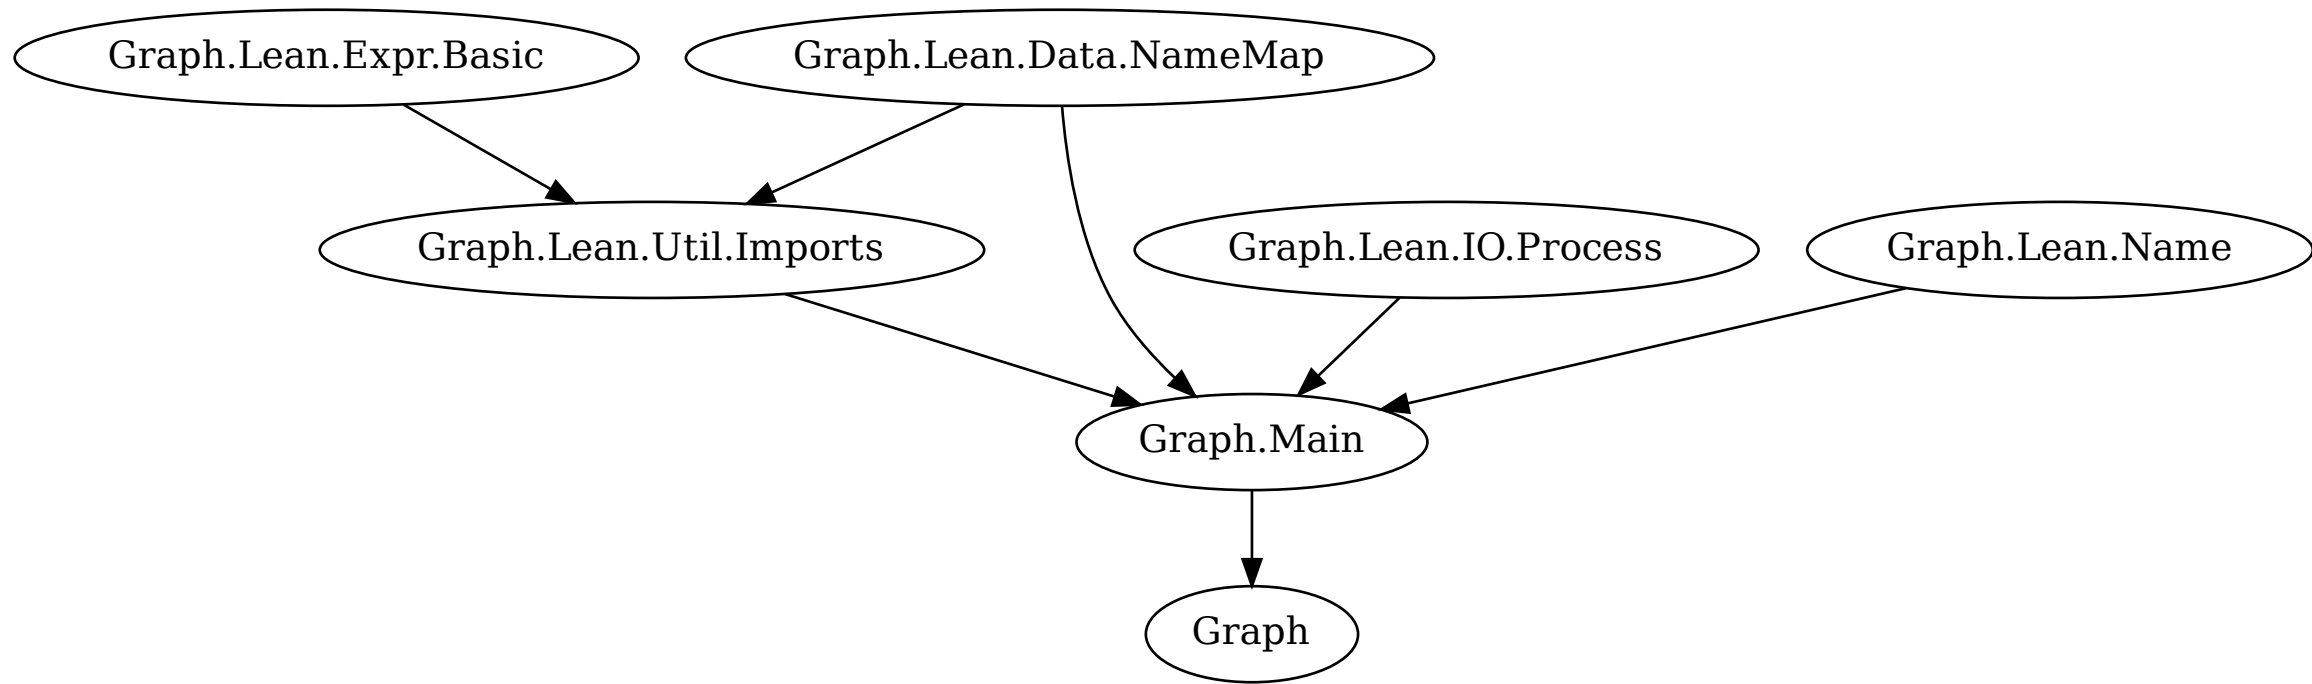 Graph.Lean.Expr.Basic
Graph.Lean.Data.NameMap
Graph.Lean.Util.Imports
Graph.Lean.IO.Process
Graph.Lean.Name
Graph.Main
Graph